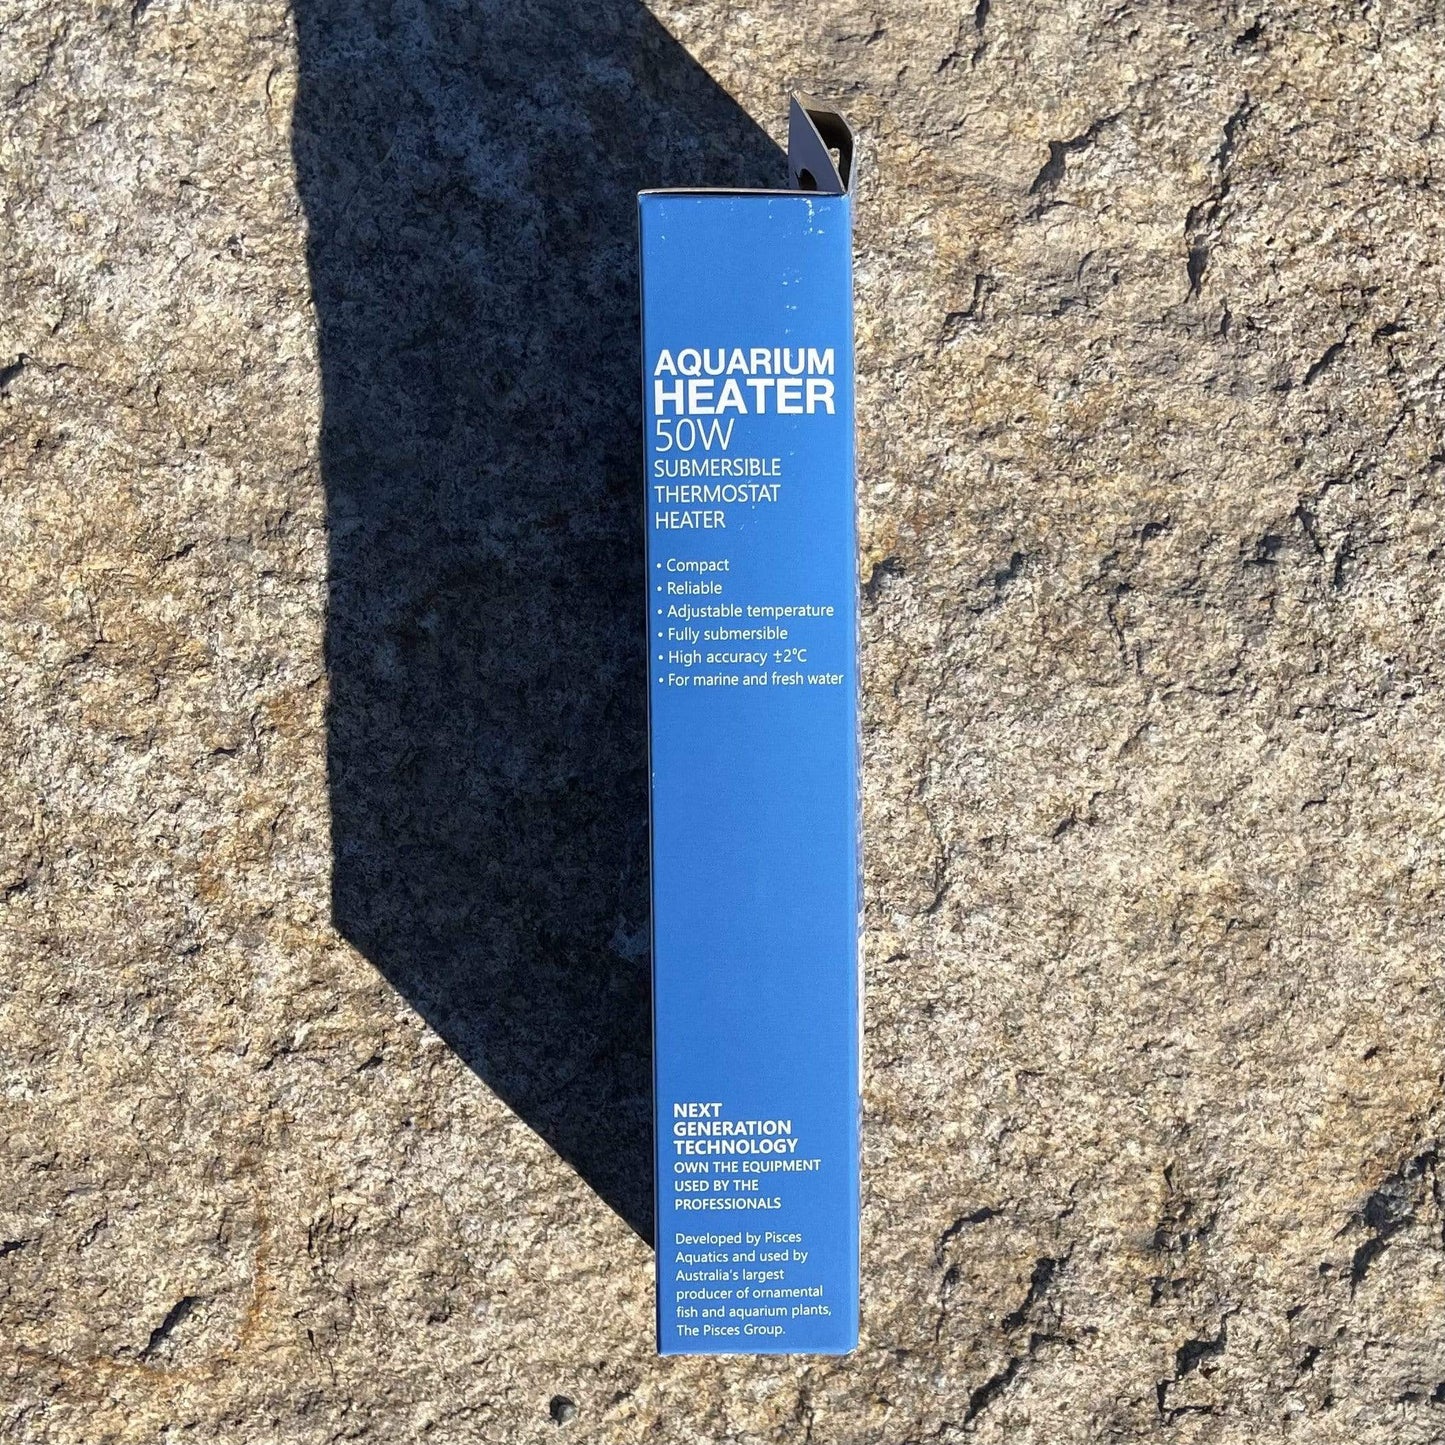 AQUARIUM
HEATER
50W
SUBMERSIBLE
THERMOSTAT
HEATER
• Compact
• Reliable
• Adjustable temperature
• Fully submersible
• High accuracy ±2°C
• For marine and fresh water
NEXT
GENERATION
TECHNOLOGY
OWN THE EQUIPMENT
USED BY THE
PROFESSIONALS
Developed by Pisces
Aquatics and used by
Australia's largest
producer of ornamental
fish and aquarium plants,
The Pisces Group.